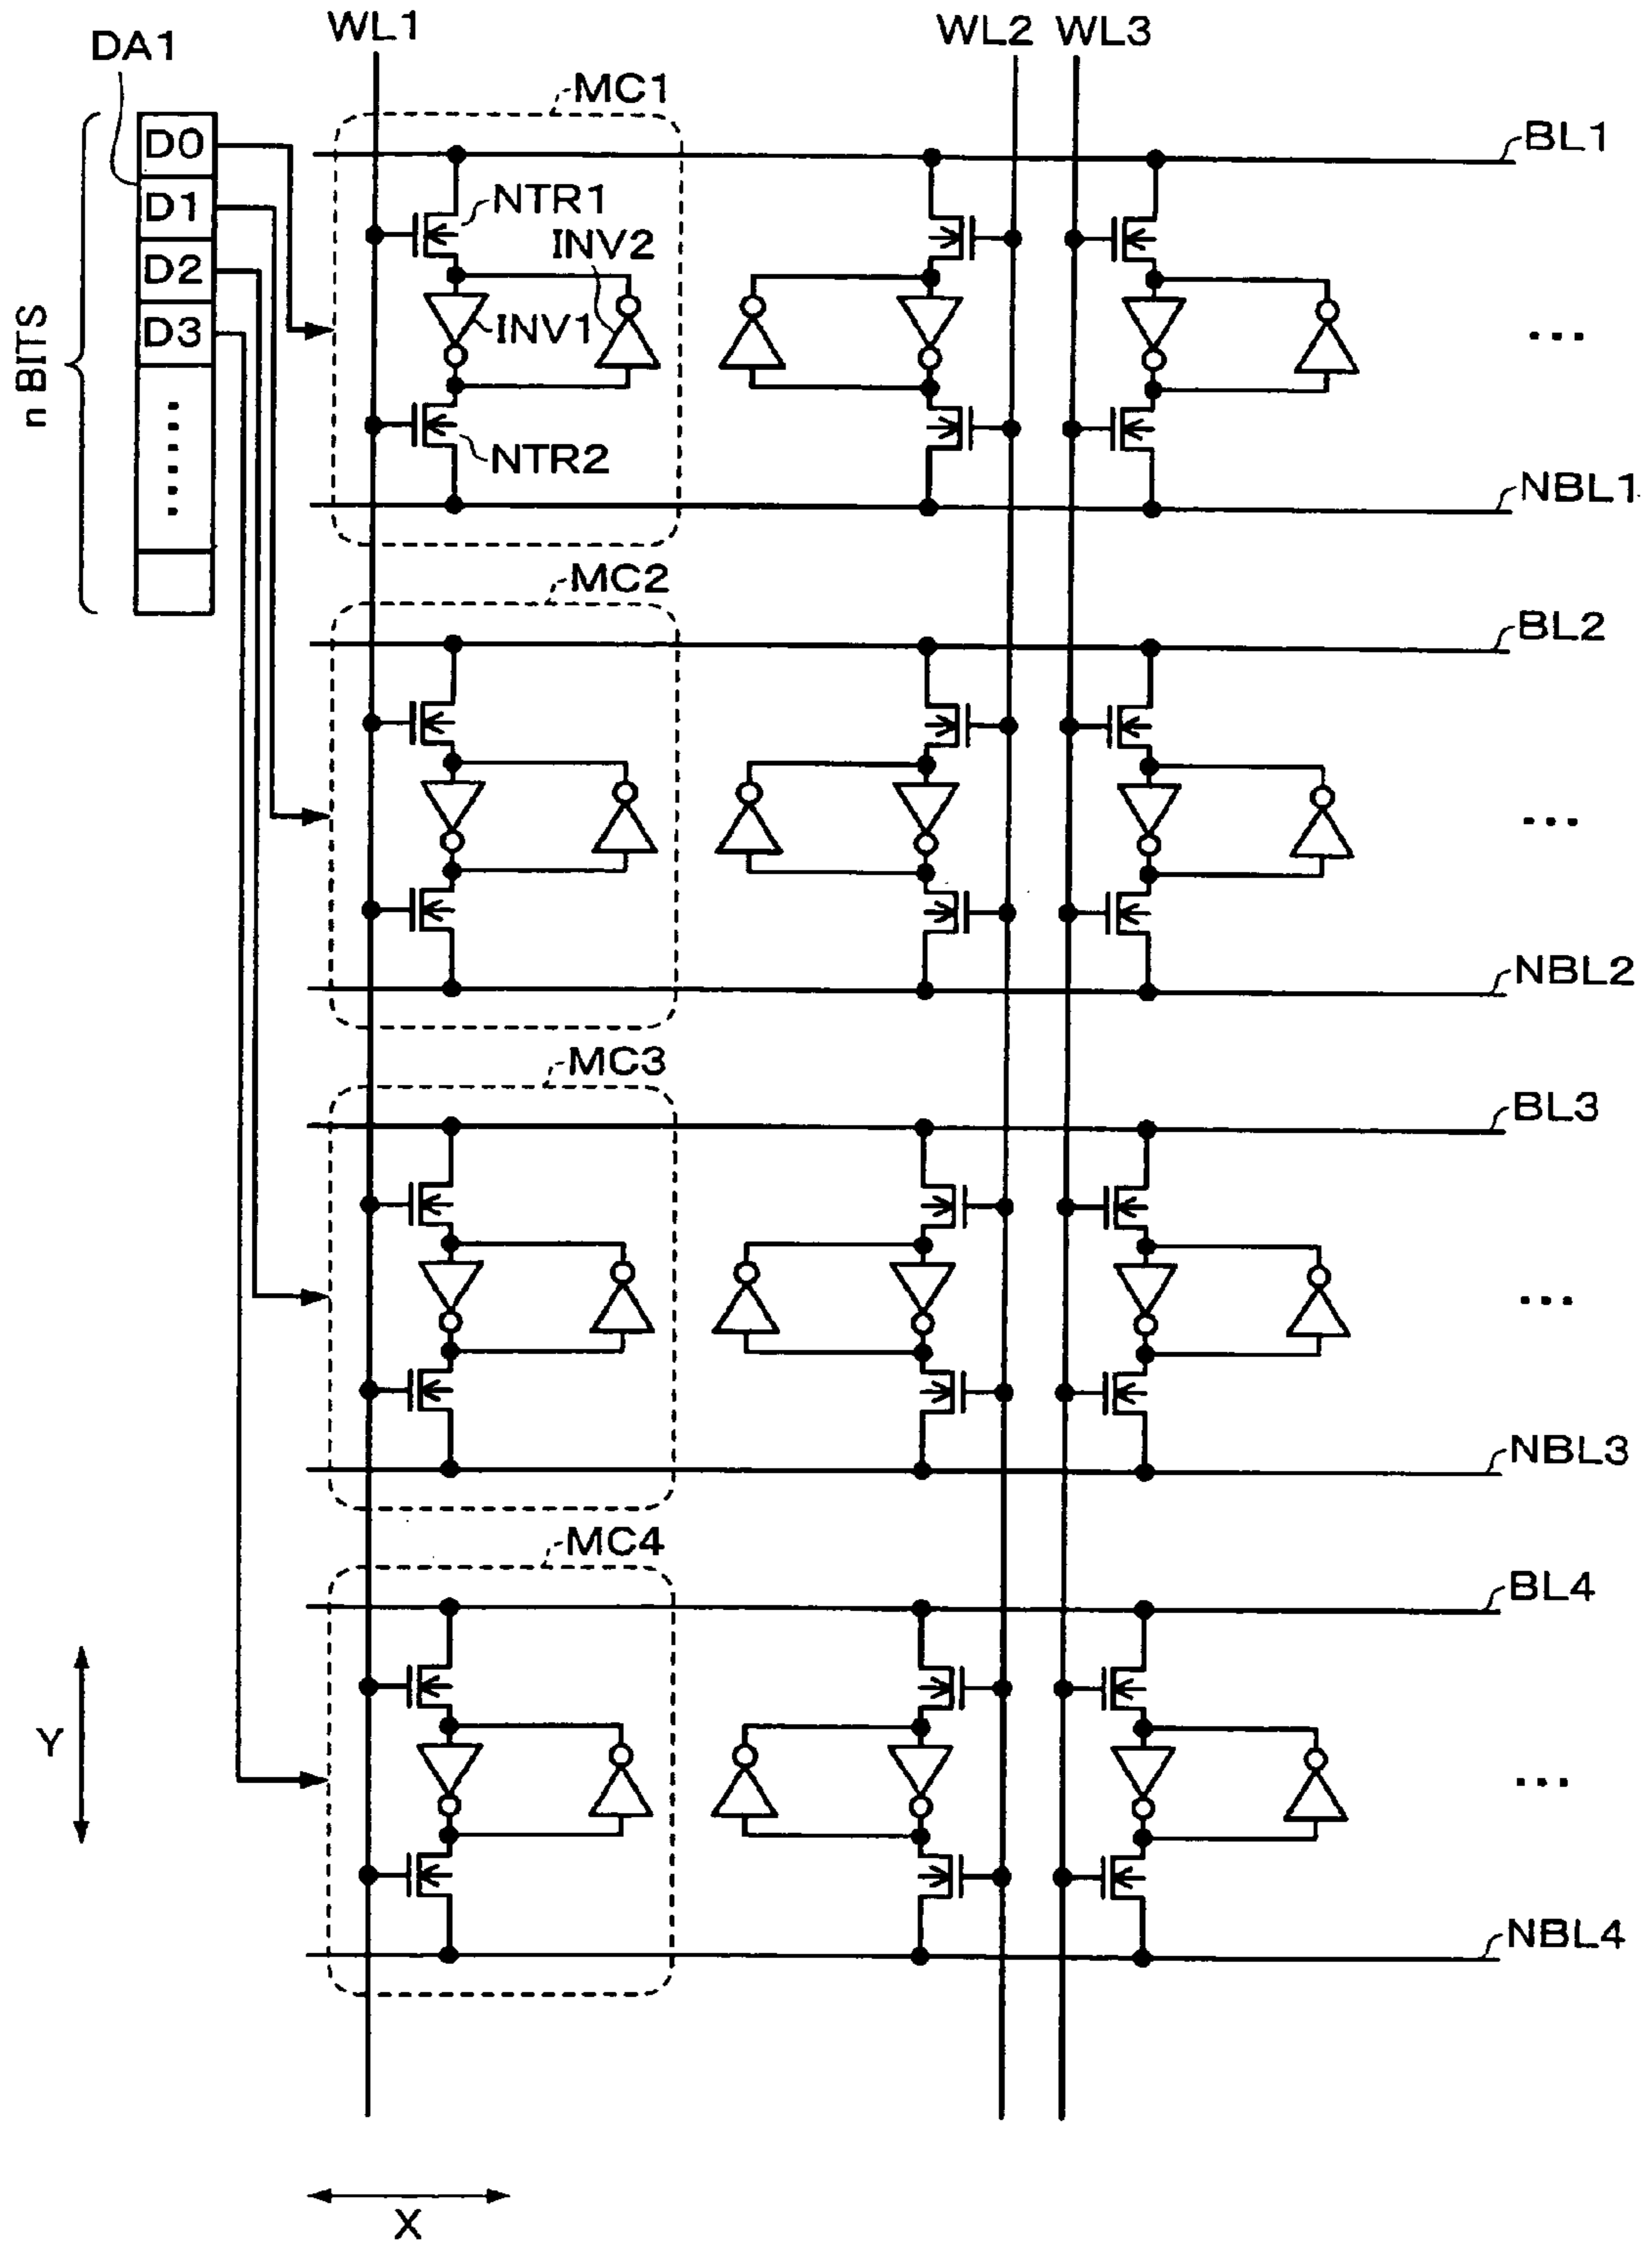 WL1
WL2 WL3
DA1
MC1
D0
BL1
D1
NTR1
INV2
D2
n BITS
D3
INV1
...
NTR2
NBL1
MC2
BL2
...
NBL2
MC3
BL3
...
NBL3
MC4
BL4
Y
...
NBL4
X